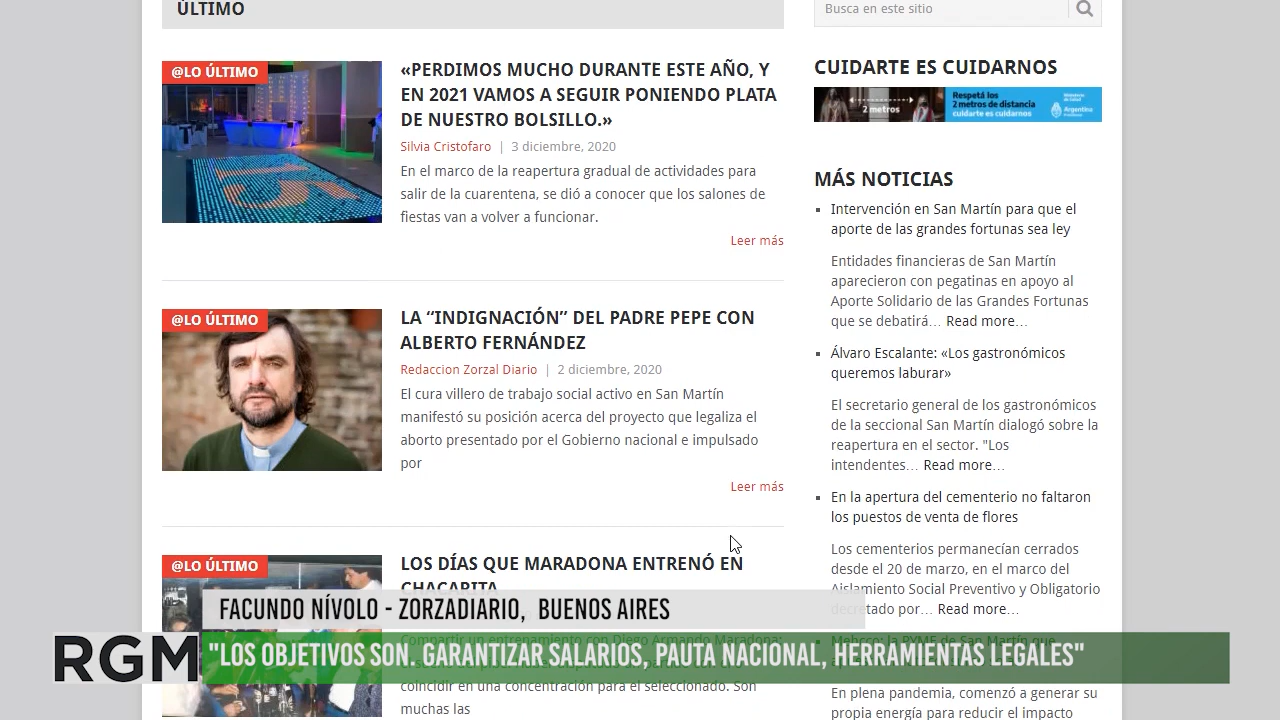 ÚLTIMO
@LO ÚLTIMO
«PERDIMOS MUCHO DURANTE ESTE AÑO, Y
EN 2021 VAMOS A SEGUIR PONIENDO PLATA
DE NUESTRO BOLSILLO.»
Silvia Cristofaro | 3 diciembre, 2020
En el marco de la reapertura gradual de actividades para
salir de la cuarentena, se dió a conocer que los salones de
fiestas van a volver a funcionar.
Leer más
@LO ÚLTIMO
LA “INDIGNACIÓN” DEL PADRE PEPE CON
ALBERTO FERNÁNDEZ
Redaccion Zorzal Diario | 2 diciembre, 2020
El cura villero de trabajo social activo en San Martín
manifestó su posición acerca del proyecto que legaliza el
aborto presentado por el Gobierno nacional e impulsado
por
Leer más
@LO ÚLTIMO
LOS DÍAS QUE MARADONA ENTRENÓ EN
CHACARITA
Compartir un entrenamiento con Diego Armando Maradona:
coincidir en una concentración para el seleccionado. Son
muchas las
Busca en este sitio
CUIDARTE ES CUIDARNOS
2 metros
Respetá los
2 metros de distancia
cuidarte es cuidarnos
Argentina
MÁS NOTICIAS
Intervención en San Martín para que el
aporte de las grandes fortunas sea ley
Entidades financieras de San Martín
aparecieron con pegatinas en apoyo al
Aporte Solidario de las Grandes Fortunas
que se debatirá… Read more…
Álvaro Escalante: «Los gastronómicos
queremos laburar»
El secretario general de los gastronómicos
de la seccional San Martín dialogó sobre la
reapertura en el sector. "Los
intendentes… Read more…
En la apertura del cementerio no faltaron
los puestos de venta de flores
Los cementerios permanecían cerrados
desde el 20 de marzo, en el marco del
Aislamiento Social Preventivo y Obligatorio
decretado por… Read more…
Mehcco: la PYME de San Martín que
En plena pandemia, comenzó a generar su
propia energía para reducir el impacto
FACUNDO NÍVOLO - ZORZADIARIO, BUENOS AIRES
RGM
"LOS OBJETIVOS SON. GARANTIZAR SALARIOS, PAUTA NACIONAL, HERRAMIENTAS LEGALES"